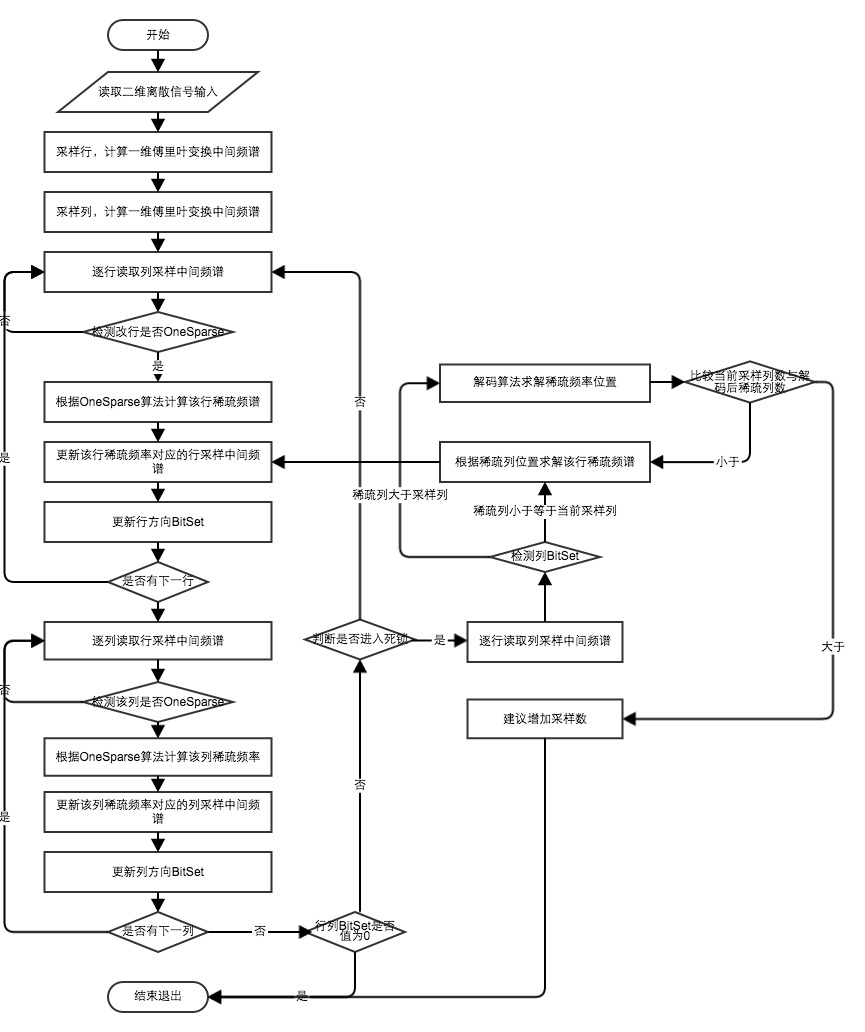 开始
读取二维离散信号输入
采样行，计算一维傅里叶变换中间频谱
采样列，计算一维傅里叶变换中间频谱
逐行读取列采样中间频谱
否
检测改行是否OneSparse
是
根据OneSparse算法计算该行稀疏频谱
更新该行稀疏频率对应的行采样中间频
谱
是
更新行方向BitSet
是否有下一行
逐列读取行采样中间频谱
否
检测该列是否OneSparse
根据OneSparse算法计算该列稀疏频率
更新该列稀疏频率对应的列采样中间频
谱
是
更新列方向BitSet
是否有下一列
否
行列BitSet是否
值为0
是
结束退出
否
判断是否进入死锁
否
是
逐行读取列采样中间频谱
检测列BitSet
稀疏列小于等于当前采样列
稀疏列大于采样列
根据稀疏列位置求解该行稀疏频谱
解码算法求解稀疏频率位置
比较当前采样列数与解
码后稀疏列数
小于
大于
建议增加采样数